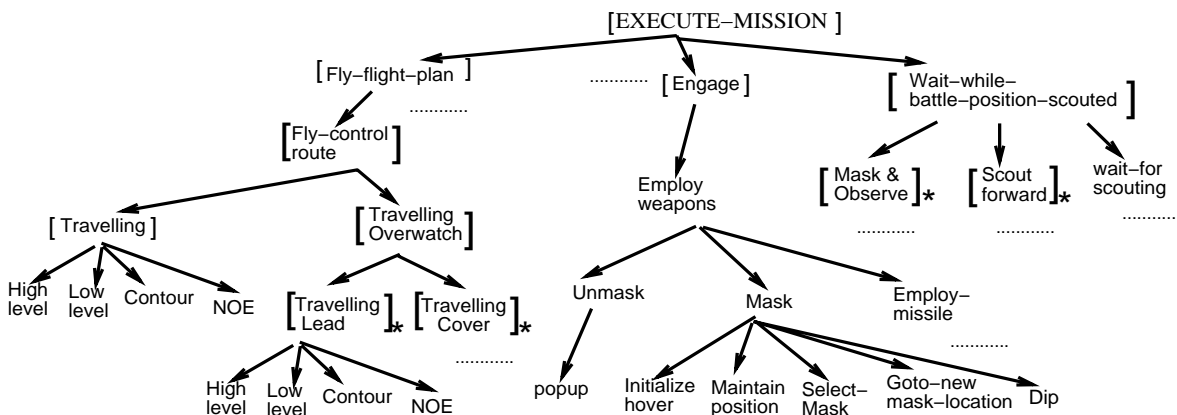 [EXECUTE–MISSION ]
[ Fly–flight–plan ]
............
............
[ Engage ]
[ Wait–while–
battle–position–scouted ]
[ Fly–control
route ]
Employ
weapons
[ Mask &
Observe ]*
............
[ Scout
forward ]*
............
wait–for
scouting
............
[ Travelling ]
[ Travelling
Overwatch ]
High
level
Low
level
Contour
NOE
[ Travelling
Lead ]*
[ Travelling
Cover ]*
............
Unmask
Mask
Employ–
missile
............
High
level
Low
level
Contour
NOE
popup
Initialize
hover
Maintain
position
Select–
Mask
Goto–new
mask–location
Dip